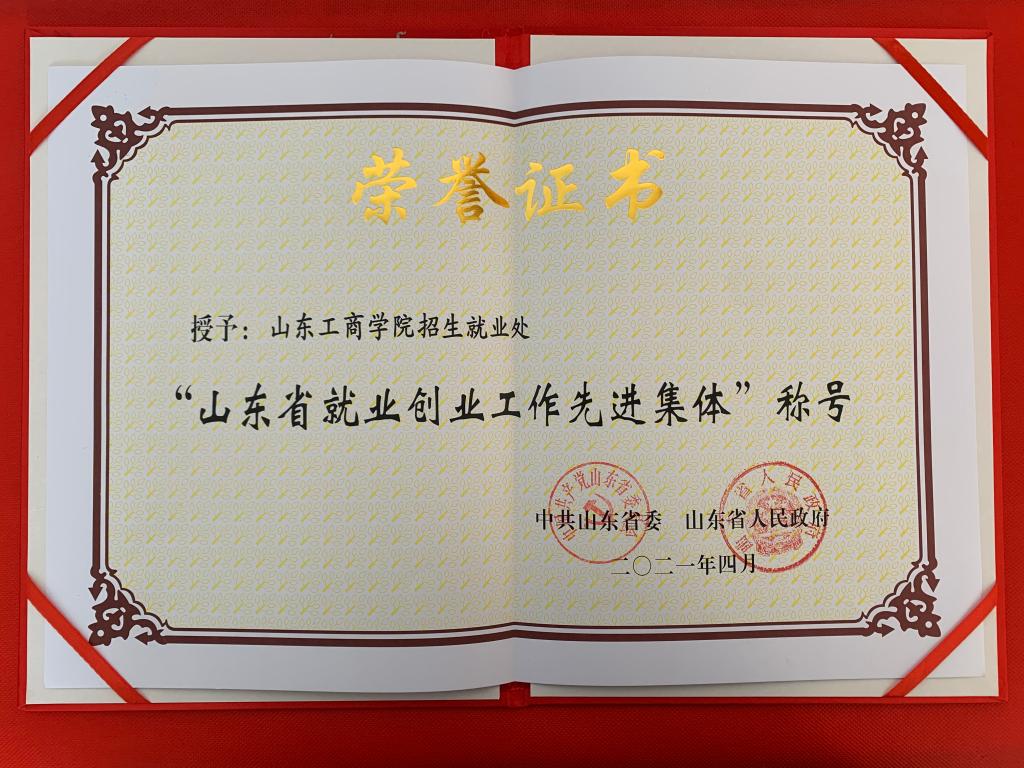 荣誉证书
授予：山东工商学院招生就业处
“山东省就业创业工作先进集体”称号
中共山东省委 山东省人民政府
二〇二一年四月